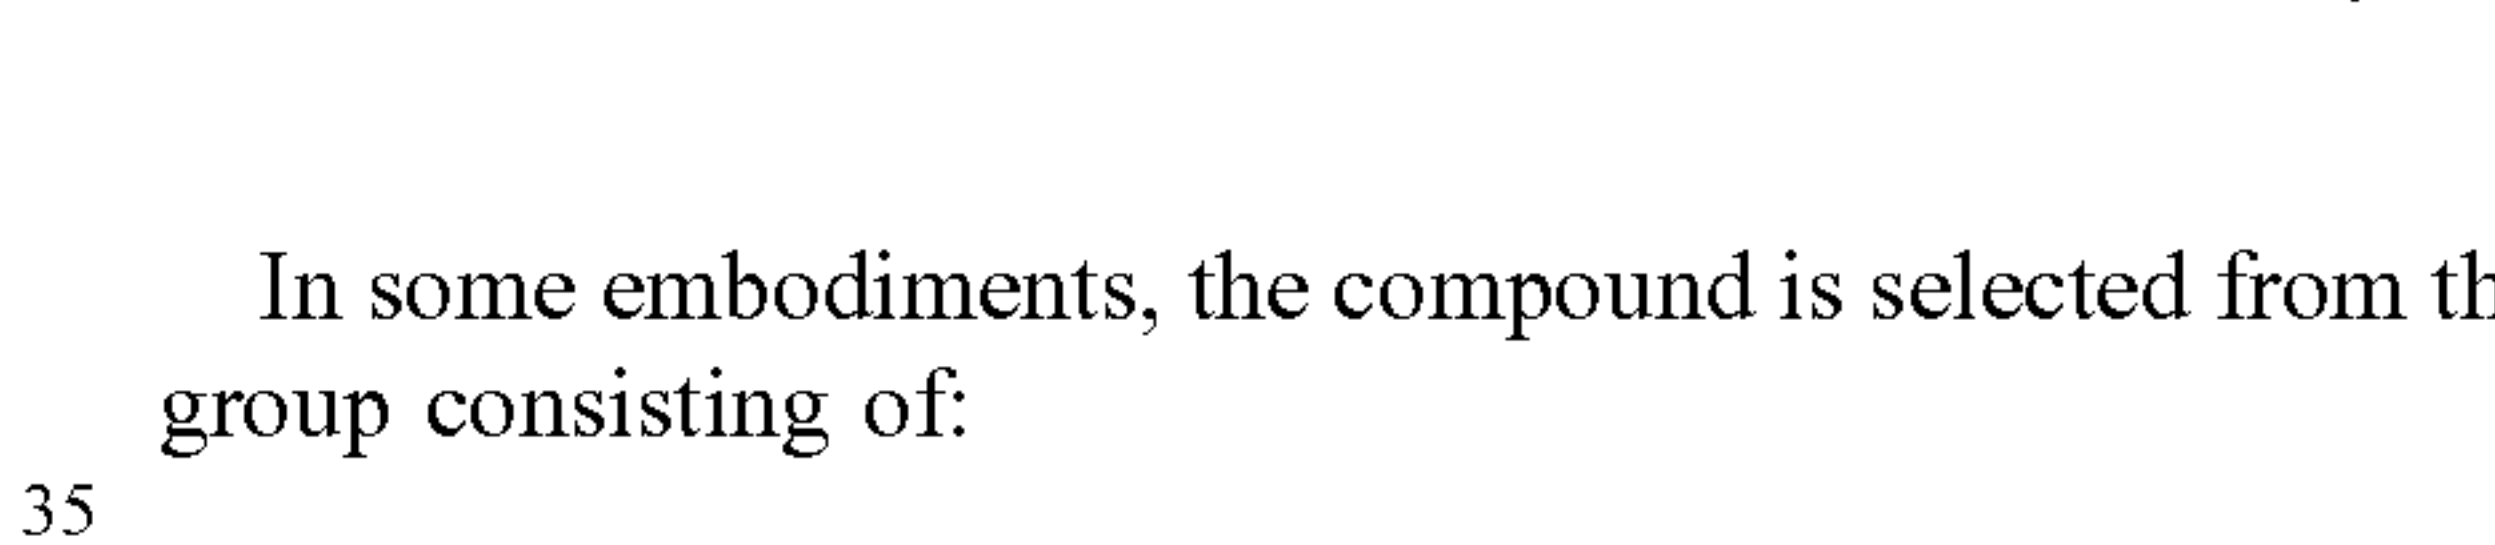 In some embodiments, the compound is selected from th
group consisting of:
35